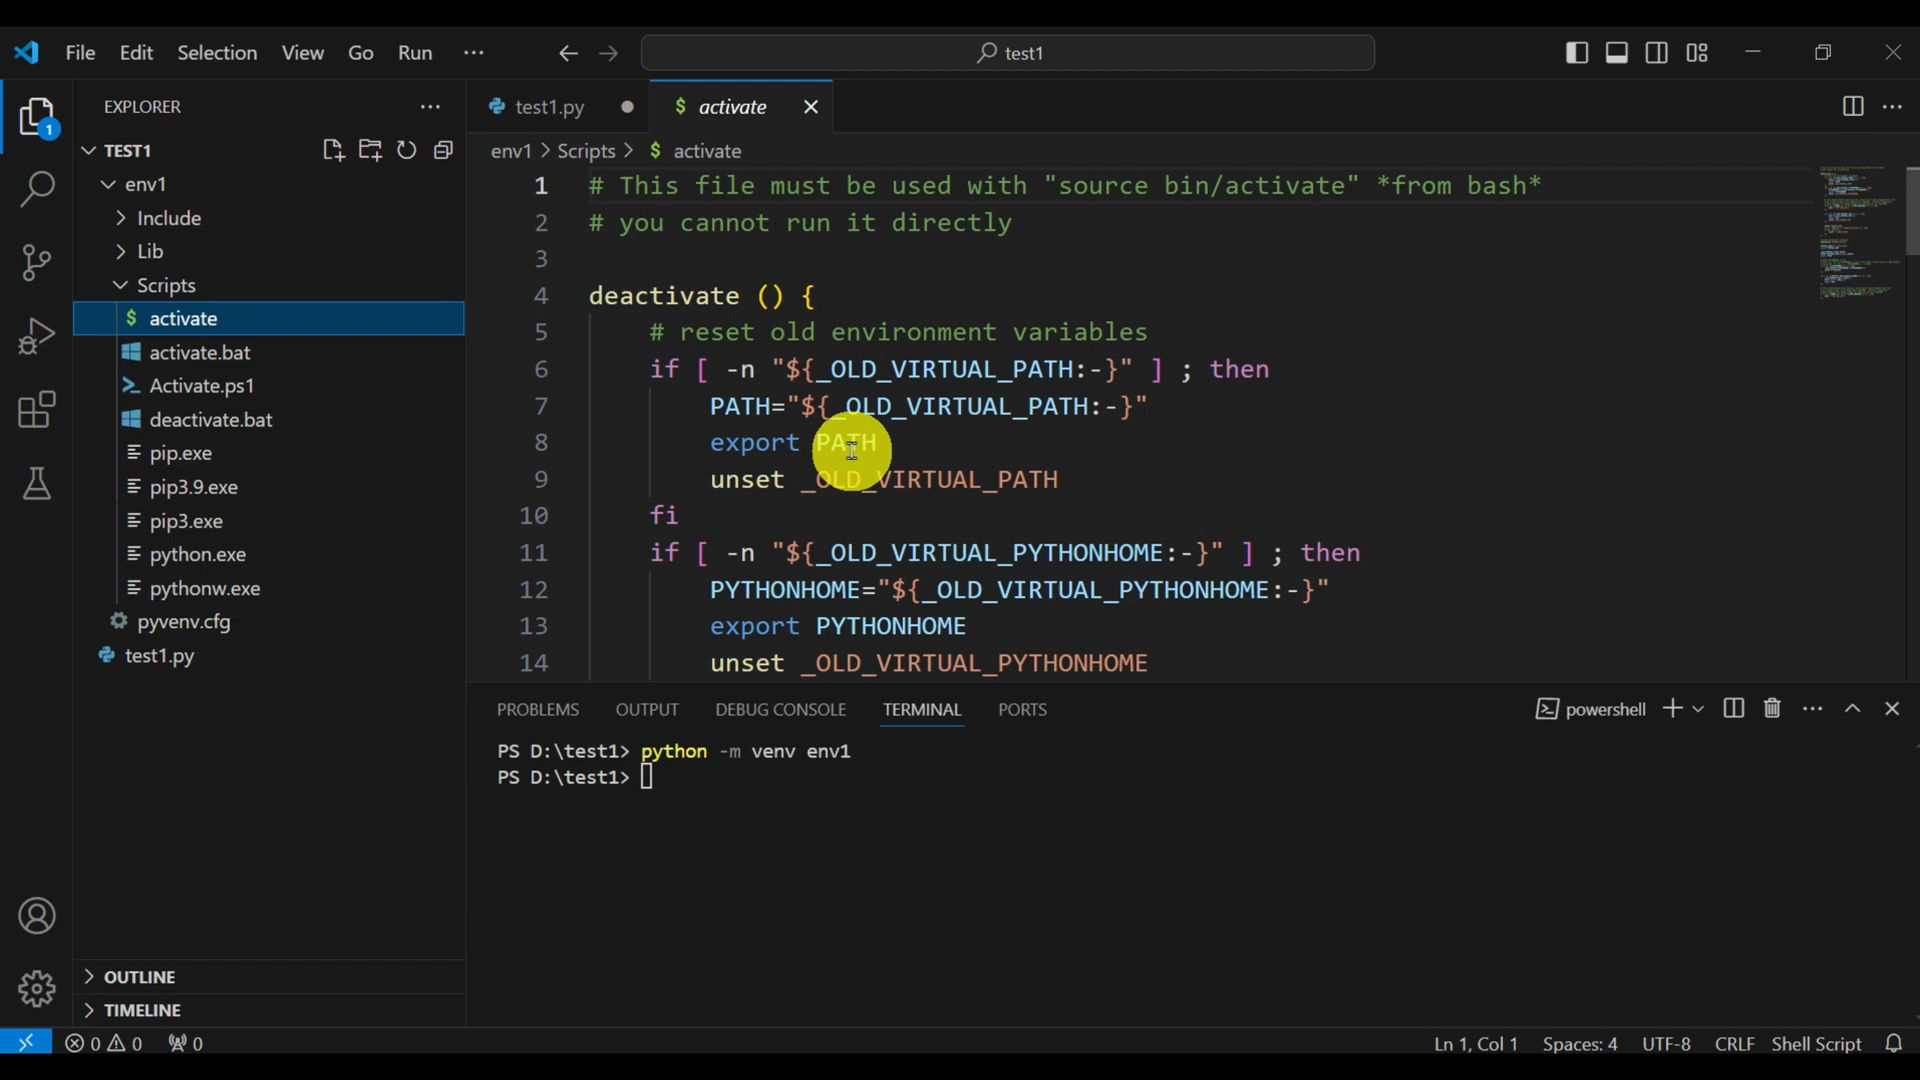 File Edit Selection View Go Run ··· test1
EXPLORER ···
1
TEST1
env1
Include
Lib
Scripts
$ activate
activate.bat
Activate.ps1
deactivate.bat
pip.exe
pip3.9.exe
pip3.exe
python.exe
pythonw.exe
pyvenv.cfg
test1.py
OUTLINE
TIMELINE
test1.py $ activate
env1 > Scripts > $ activate
1 # This file must be used with "source bin/activate" *from bash*
2 # you cannot run it directly
3
4 deactivate () {
5 # reset old environment variables
6 if [ -n "${_OLD_VIRTUAL_PATH:-}" ] ; then
7 PATH="${_OLD_VIRTUAL_PATH:-}"
8 export PATH
9 unset _OLD_VIRTUAL_PATH
10 fi
11 if [ -n "${_OLD_VIRTUAL_PYTHONHOME:-}" ] ; then
12 PYTHONHOME="${_OLD_VIRTUAL_PYTHONHOME:-}"
13 export PYTHONHOME
14 unset _OLD_VIRTUAL_PYTHONHOME
PROBLEMS OUTPUT DEBUG CONSOLE TERMINAL PORTS powershell
PS D:\test1> python -m venv env1
PS D:\test1>
0 0 0 Ln 1, Col 1 Spaces: 4 UTF-8 CRLF Shell Script